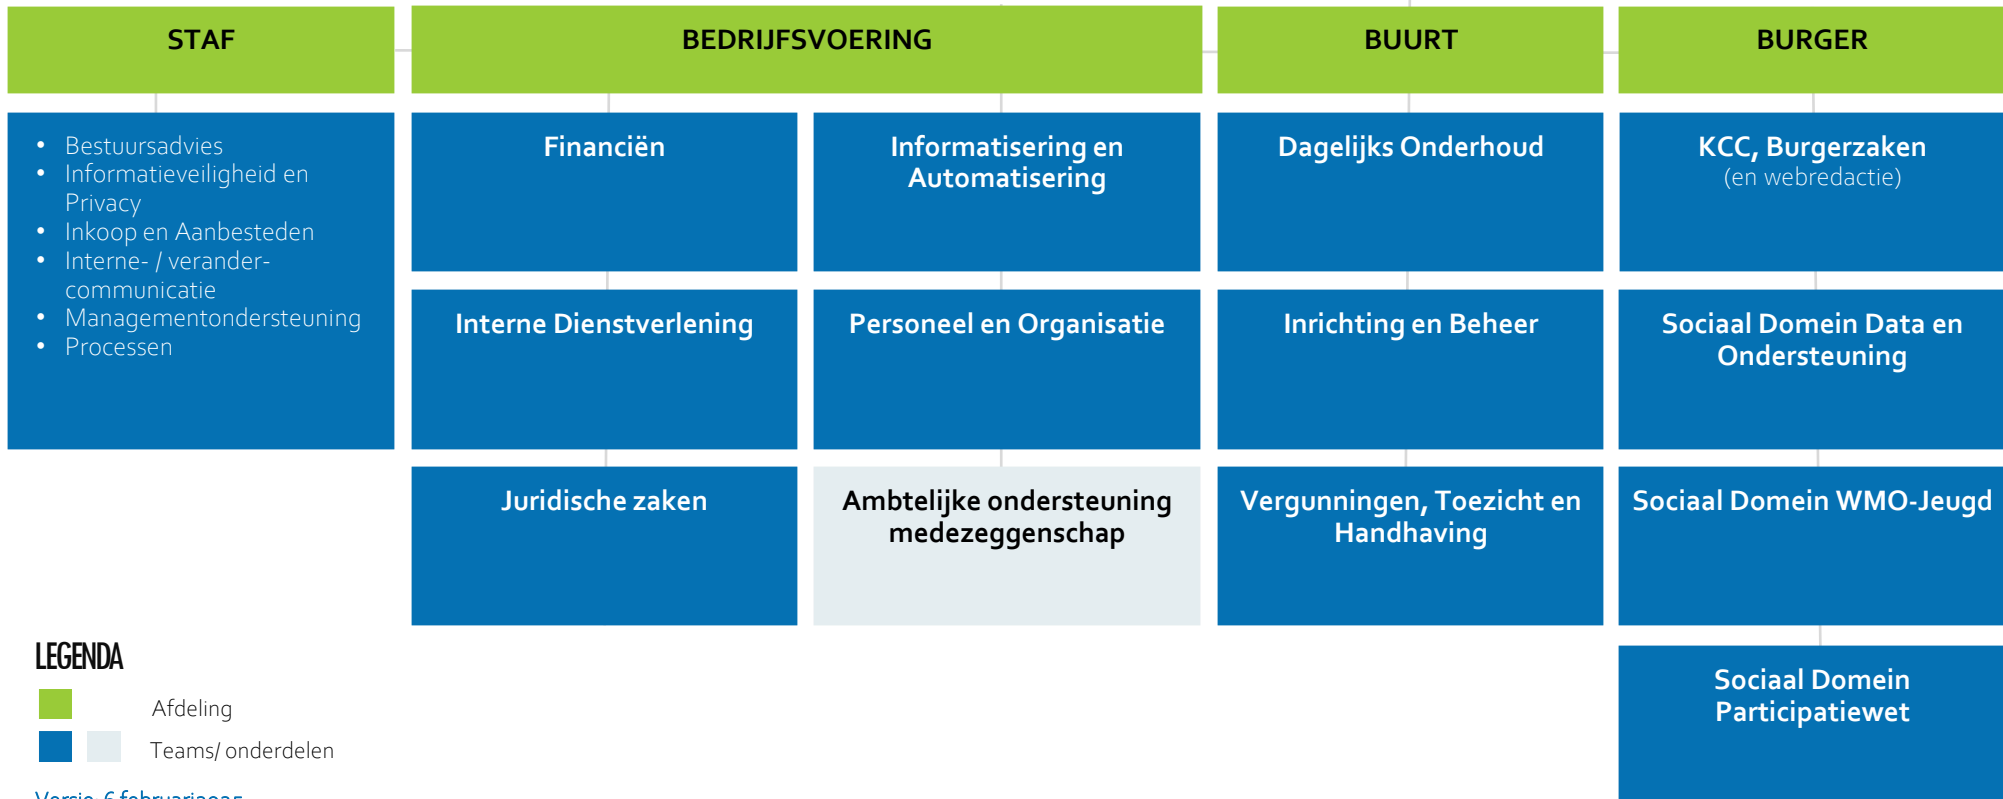 STAF
BEDRIJFSVOERING
BUURT
BURGER
• Bestuursadvies
• Informatieveiligheid en
Privacy
• Inkoop en Aanbesteden
• Interne- / verander-
communicatie
• Managementondersteuning
• Processen
Financiën
Informatisering en
Automatisering
Dagelijks Onderhoud
KCC, Burgerzaken
(en webredactie)
Interne Dienstverlening
Personeel en Organisatie
Inrichting en Beheer
Sociaal Domein Data en
Ondersteuning
Juridische zaken
Ambtelijke ondersteuning
medezeggenschap
Vergunningen, Toezicht en
Handhaving
Sociaal Domein WMO-Jeugd
Sociaal Domein
Participatiewet
LEGENDA
Afdeling
Teams/ onderdelen
Versie 6 februari2025